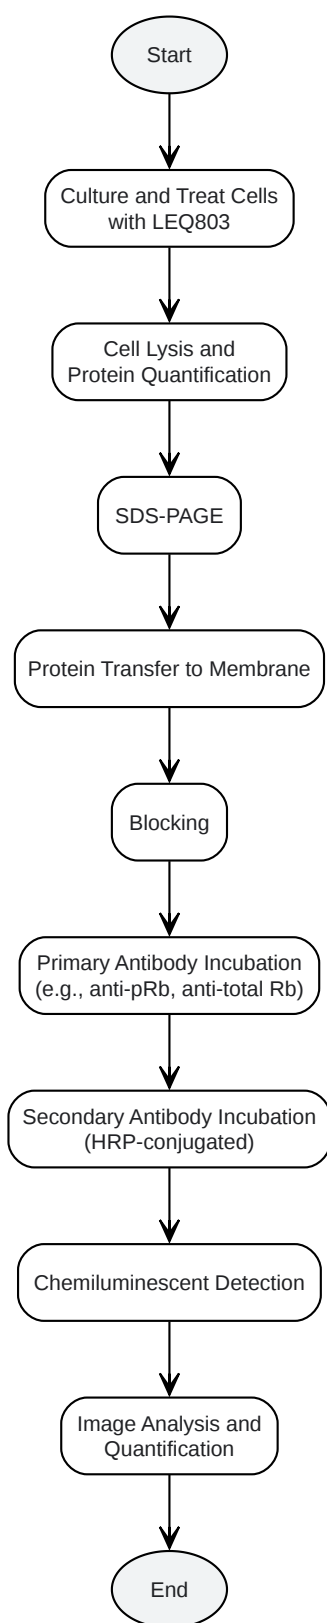 Start
Culture and Treat Cells
with LEQ803
Cell Lysis and
Protein Quantification
SDS-PAGE
Protein Transfer to Membrane
Blocking
Primary Antibody Incubation
(e.g., anti-pRb, anti-total Rb)
Secondary Antibody Incubation
(HRP-conjugated)
Chemiluminescent Detection
Image Analysis and
Quantification
End